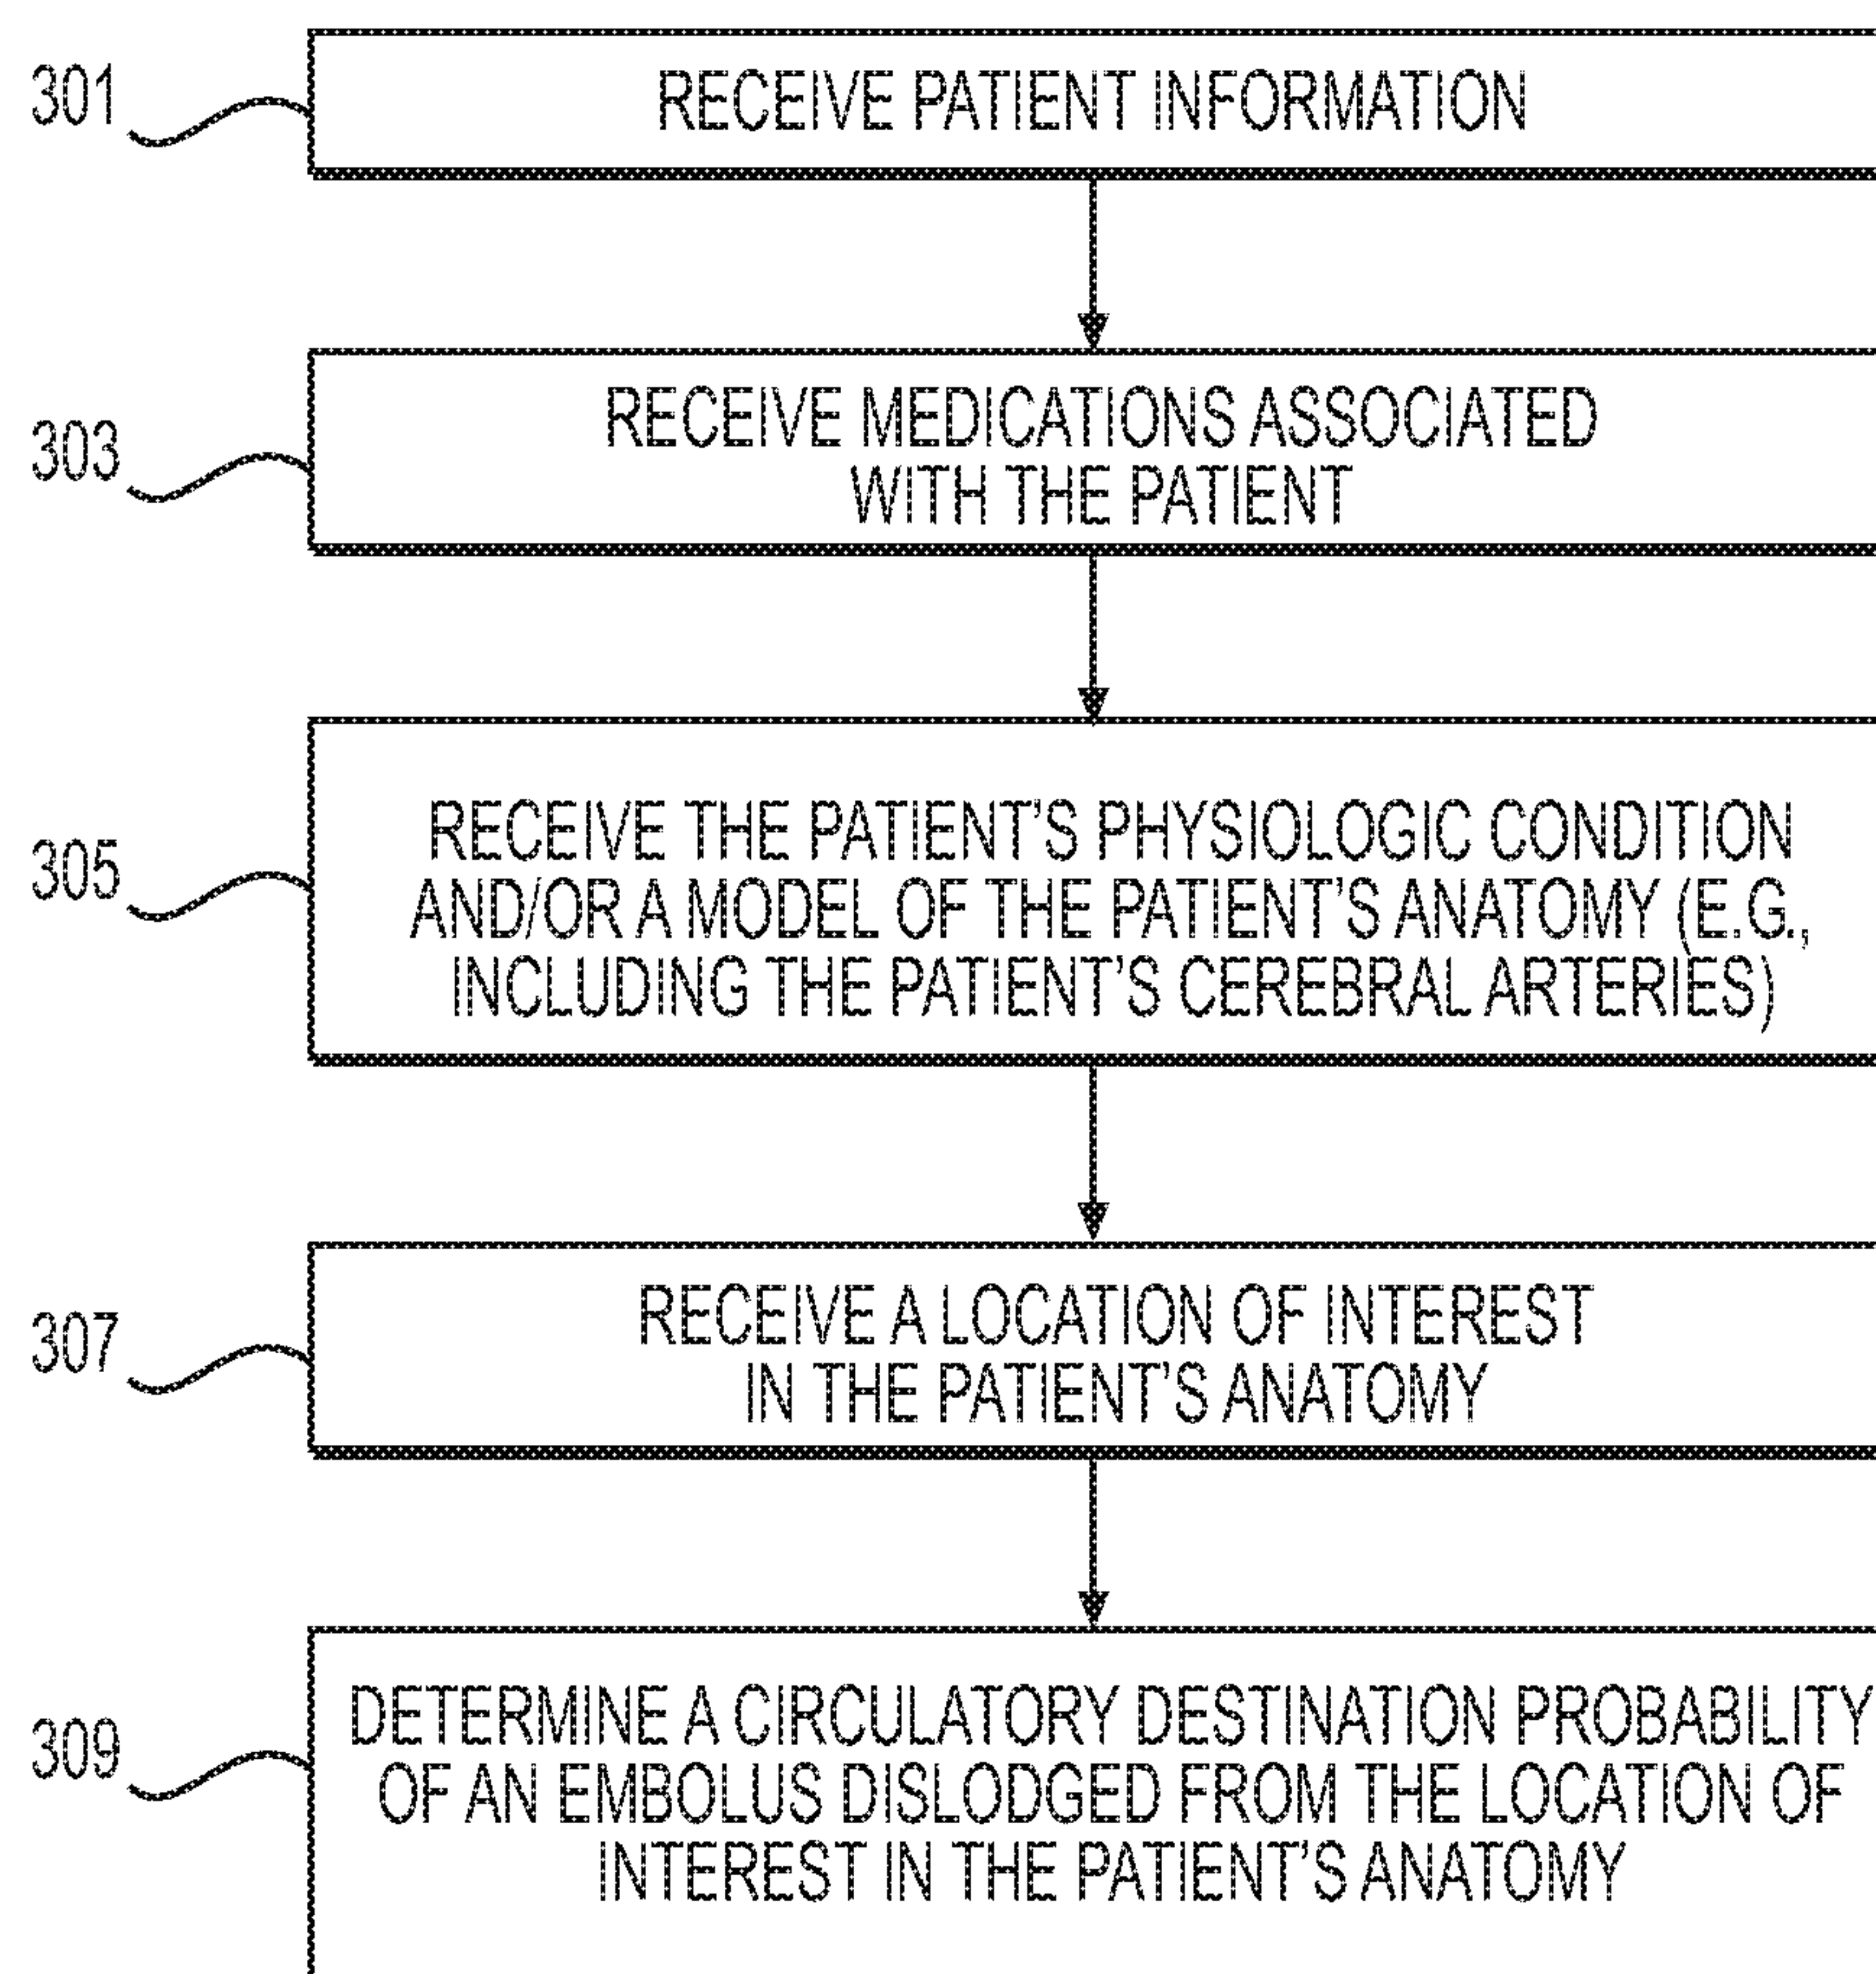 301
RECEIVE PATIENT INFORMATION
303
RECEIVE MEDICATIONS ASSOCIATED
WITH THE PATIENT
305
RECEIVE THE PATIENT'S PHYSIOLOGIC CONDITION
AND/OR A MODEL OF THE PATIENT'S ANATOMY (E.G.,
INCLUDING THE PATIENT'S CEREBRAL ARTERIES)
307
RECEIVE A LOCATION OF INTEREST
IN THE PATIENT'S ANATOMY
309
DETERMINE A CIRCULATORY DESTINATION PROBABILITY
OF AN EMBOLUS DISLODGED FROM THE LOCATION OF
INTEREST IN THE PATIENT'S ANATOMY